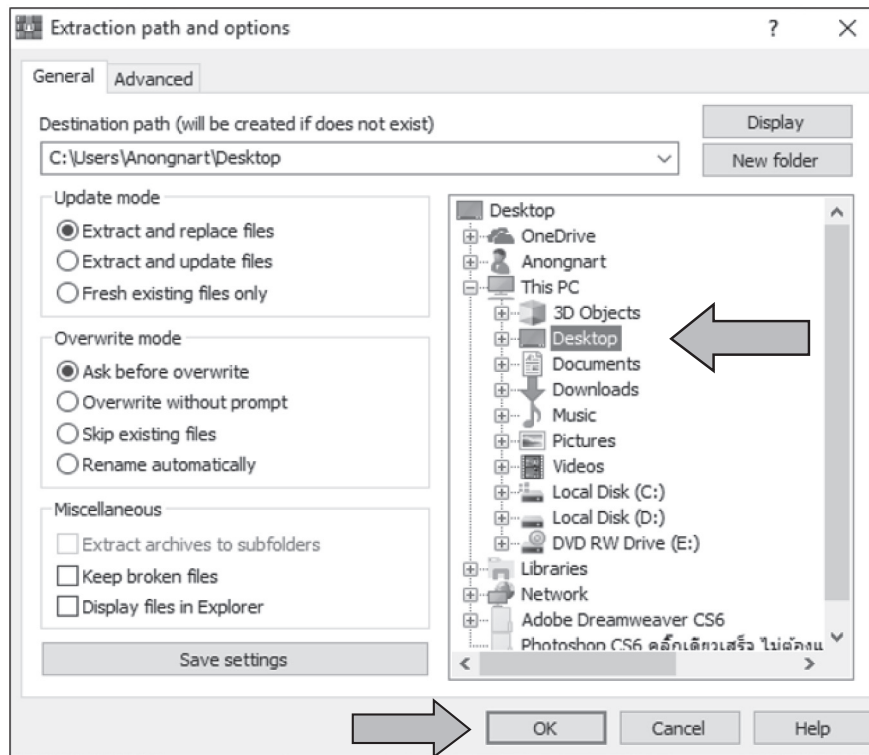 Extraction path and options
? X
General Advanced
Destination path (will be created if does not exist)
Display
C:\Users\Anongnart\Desktop
New folder
Update mode
Extract and replace files
Extract and update files
Fresh existing files only
Overwrite mode
Ask before overwrite
Overwrite without prompt
Skip existing files
Rename automatically
Miscellaneous
Extract archives to subfolders
Keep broken files
Display files in Explorer
Save settings
Desktop
OneDrive
Anongnart
This PC
3D Objects
Desktop
Documents
Downloads
Music
Pictures
Videos
Local Disk (C:)
Local Disk (D:)
DVD RW Drive (E:)
Libraries
Network
Adobe Dreamweaver CS6
Photoshop CS6 คลิ๊กเดียวเสร็จ ไม่ต้องแ
OK Cancel Help